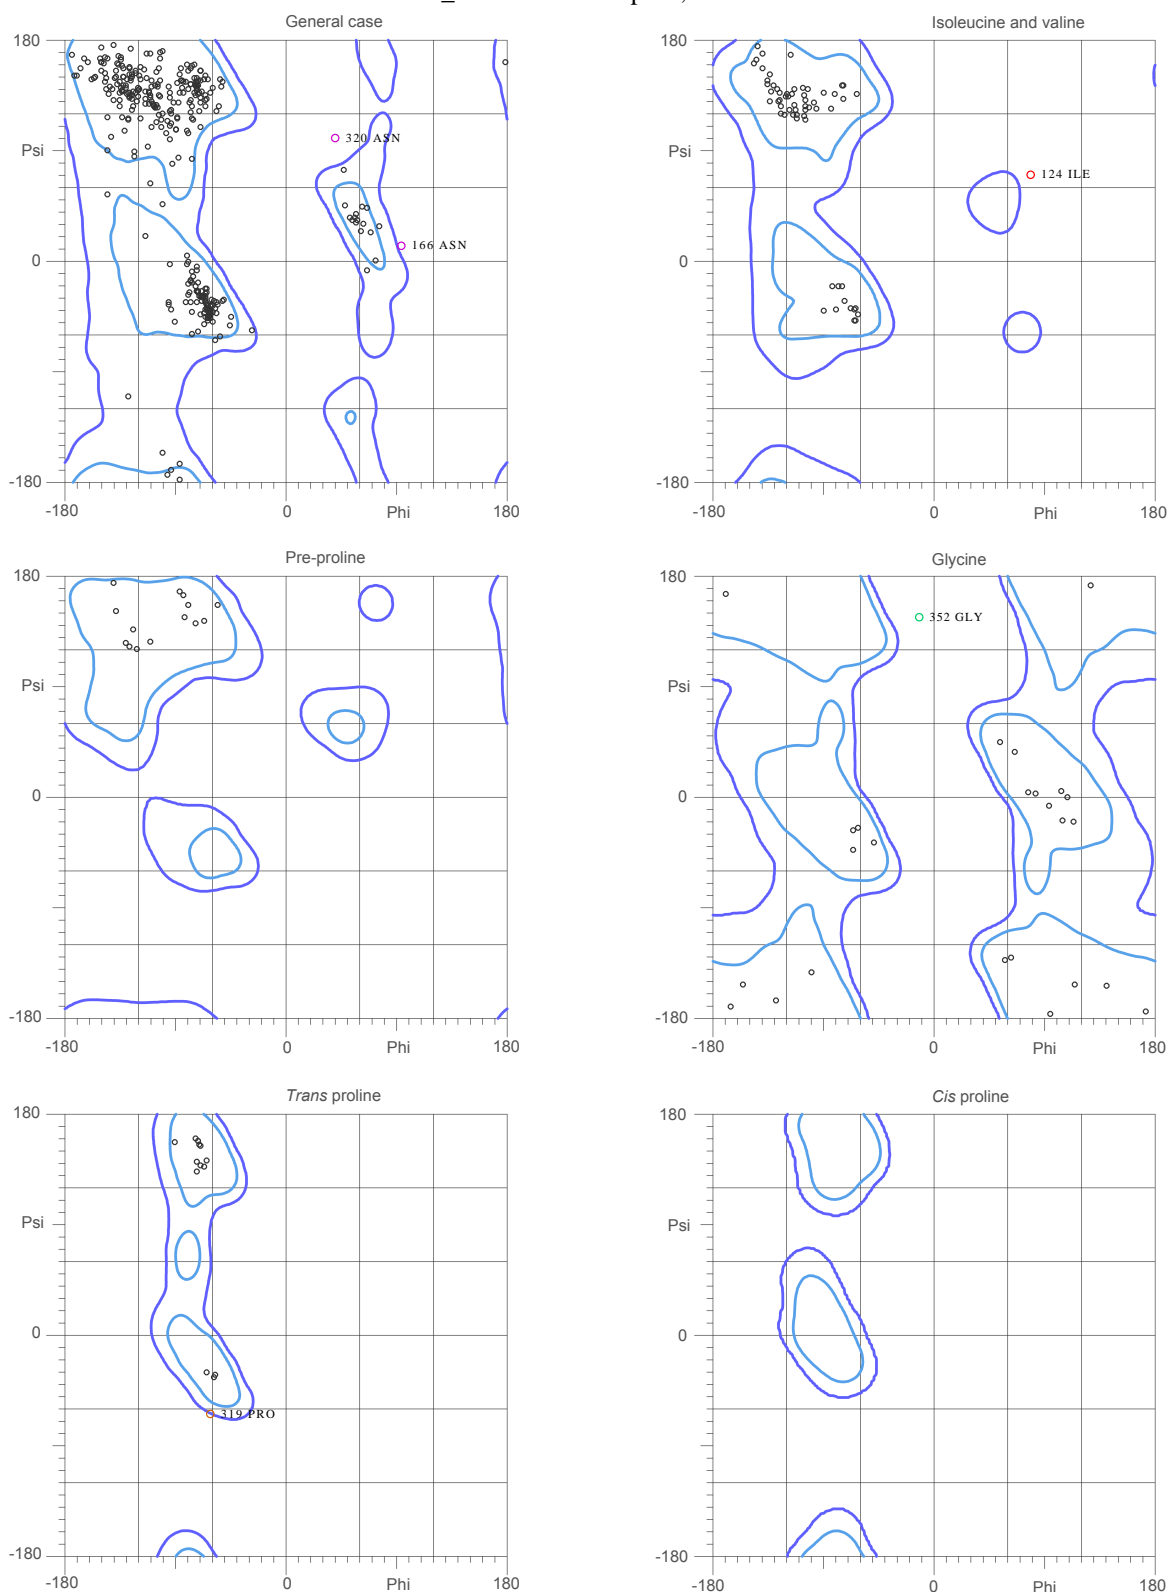 General case
180
320 ASN
Psi
166 ASN
0
-180
-180
0
Phi
180
Isoleucine and valine
180
Psi
124 ILE
0
-180
-180
0
Phi
180
Pre-proline
180
Psi
0
-180
-180
0
Phi
180
Glycine
180
352 GLY
Psi
0
-180
-180
0
Phi
180
Trans proline
180
Psi
0
319 PRO
-180
-180
0
Phi
180
Cis proline
180
Psi
0
-180
-180
0
Phi
180